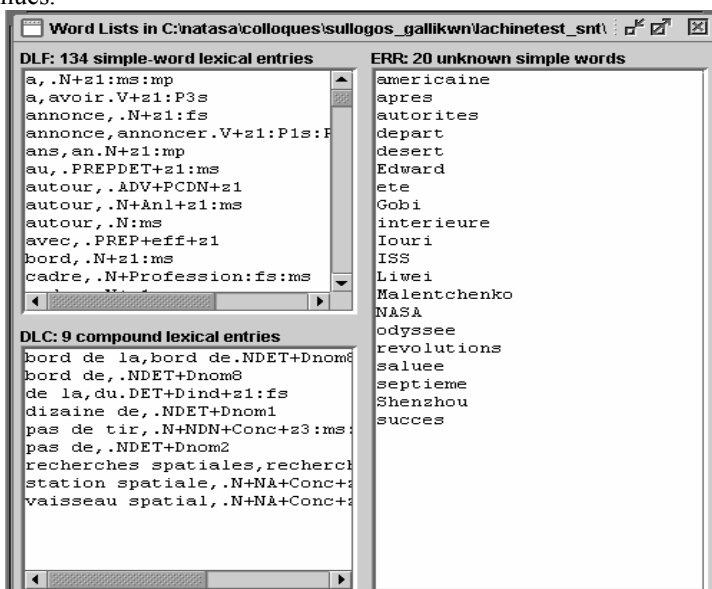 nues.
Word Lists in C:\natasa\colloques\sullogos_gallikwn\lachinetest_snt\
DLF: 134 simple-word lexical entries
a,.N+z1:ms:mp
a,avoir.V+z1:P3s
annonce,.N+z1:fs
annonce,annoncer.V+z1:P1s:F
ans,an.N+z1:mp
au,.PREPDET+z1:ms
autour,.ADV+PCDN+z1
autour,.N+Anl+z1:ms
autour,.N:ms
avec,.PREP+eff+z1
bord,.N+z1:ms
cadre,.N+Profession:fs:ms
DLC: 9 compound lexical entries
bord de la,bord de.NDET+Dnom8
bord de,.NDET+Dnom8
de la,du.DET+Dind+z1:fs
dizaine de,.NDET+Dnom1
pas de tir,.N+NDN+Conc+z3:ms:
pas de,.NDET+Dnom2
recherches spatiales,recherch
station spatiale,.N+NA+Conc+z
vaisseau spatial,.N+NA+Conc+z
ERR: 20 unknown simple words
americaine
apres
autorites
depart
desert
Edward
ete
Gobi
interieure
Iouri
ISS
Liwei
Malentchenko
NASA
odyssee
revolutions
saluee
septieme
Shenzhou
succes